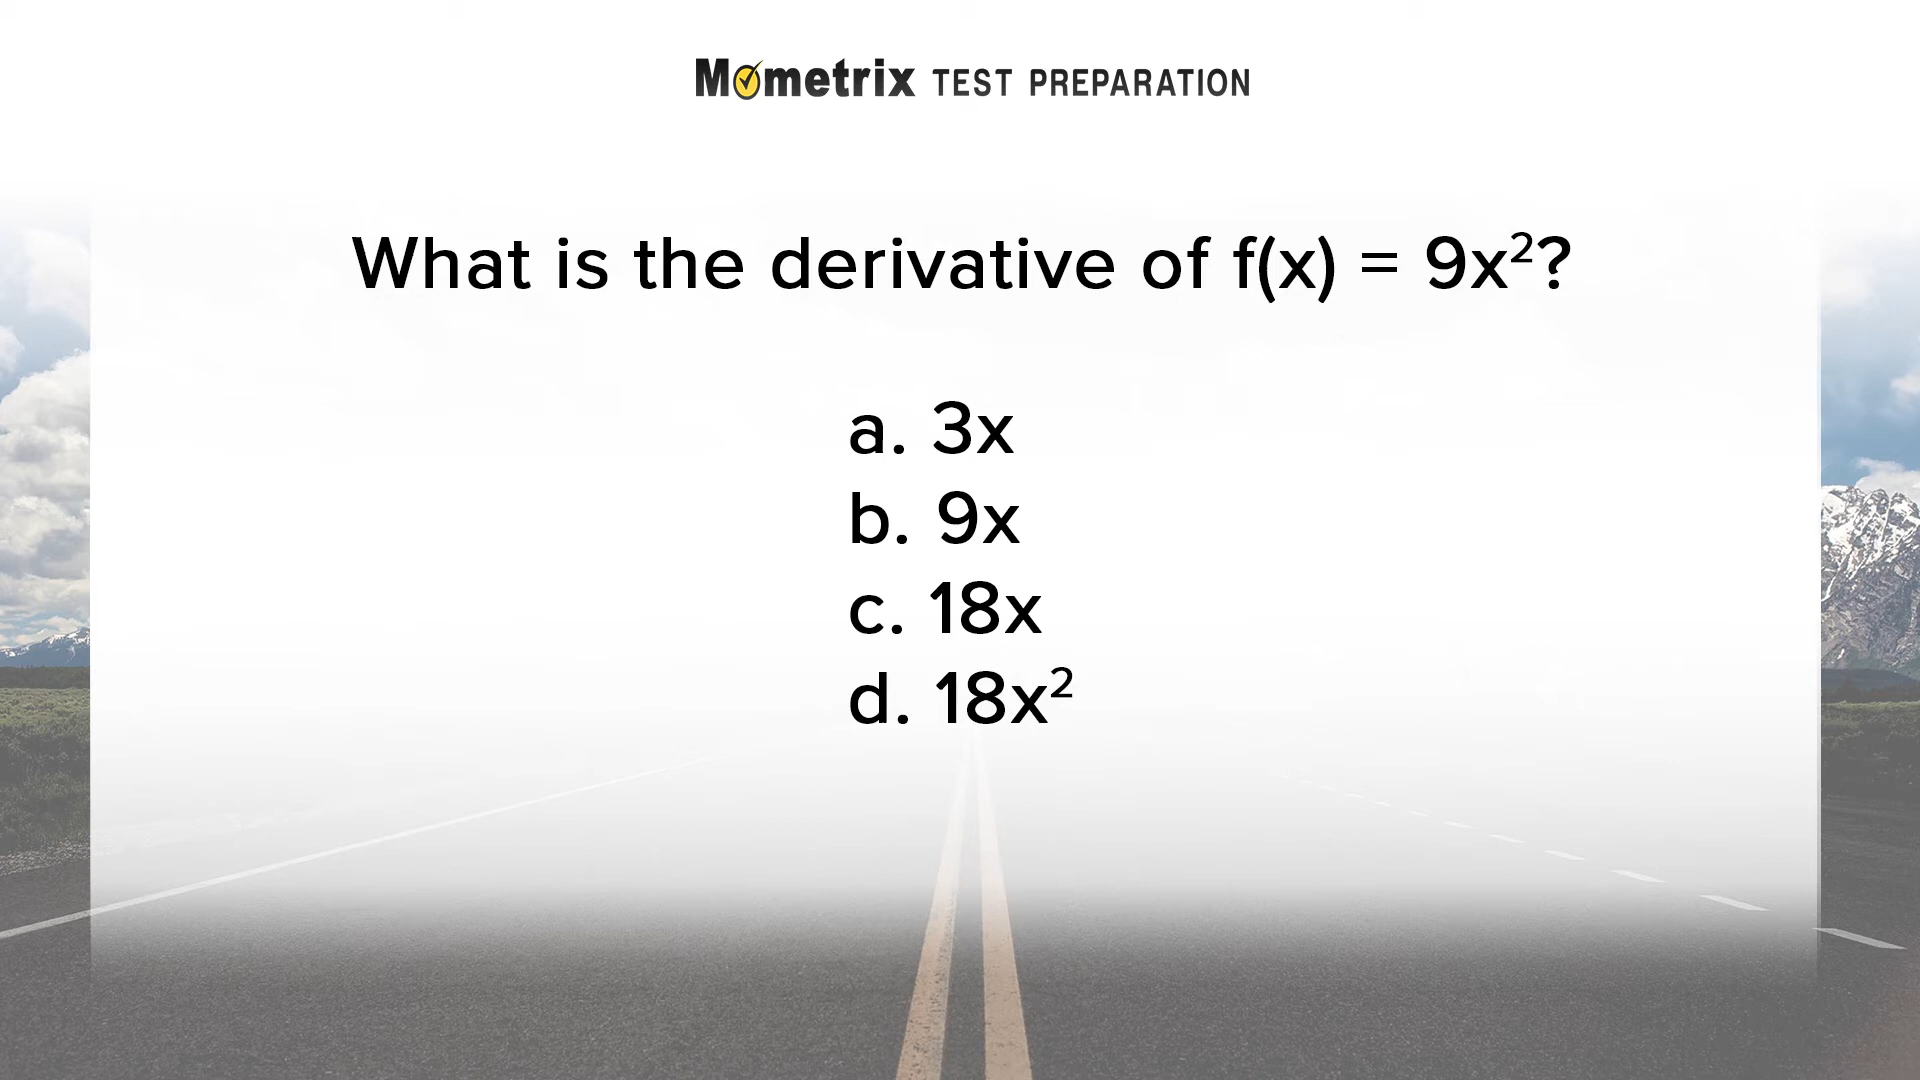 Mometrix TEST PREPARATION
What is the derivative of f(x) = 9x²?
a. 3x
b. 9x
c. 18x
d. 18x²